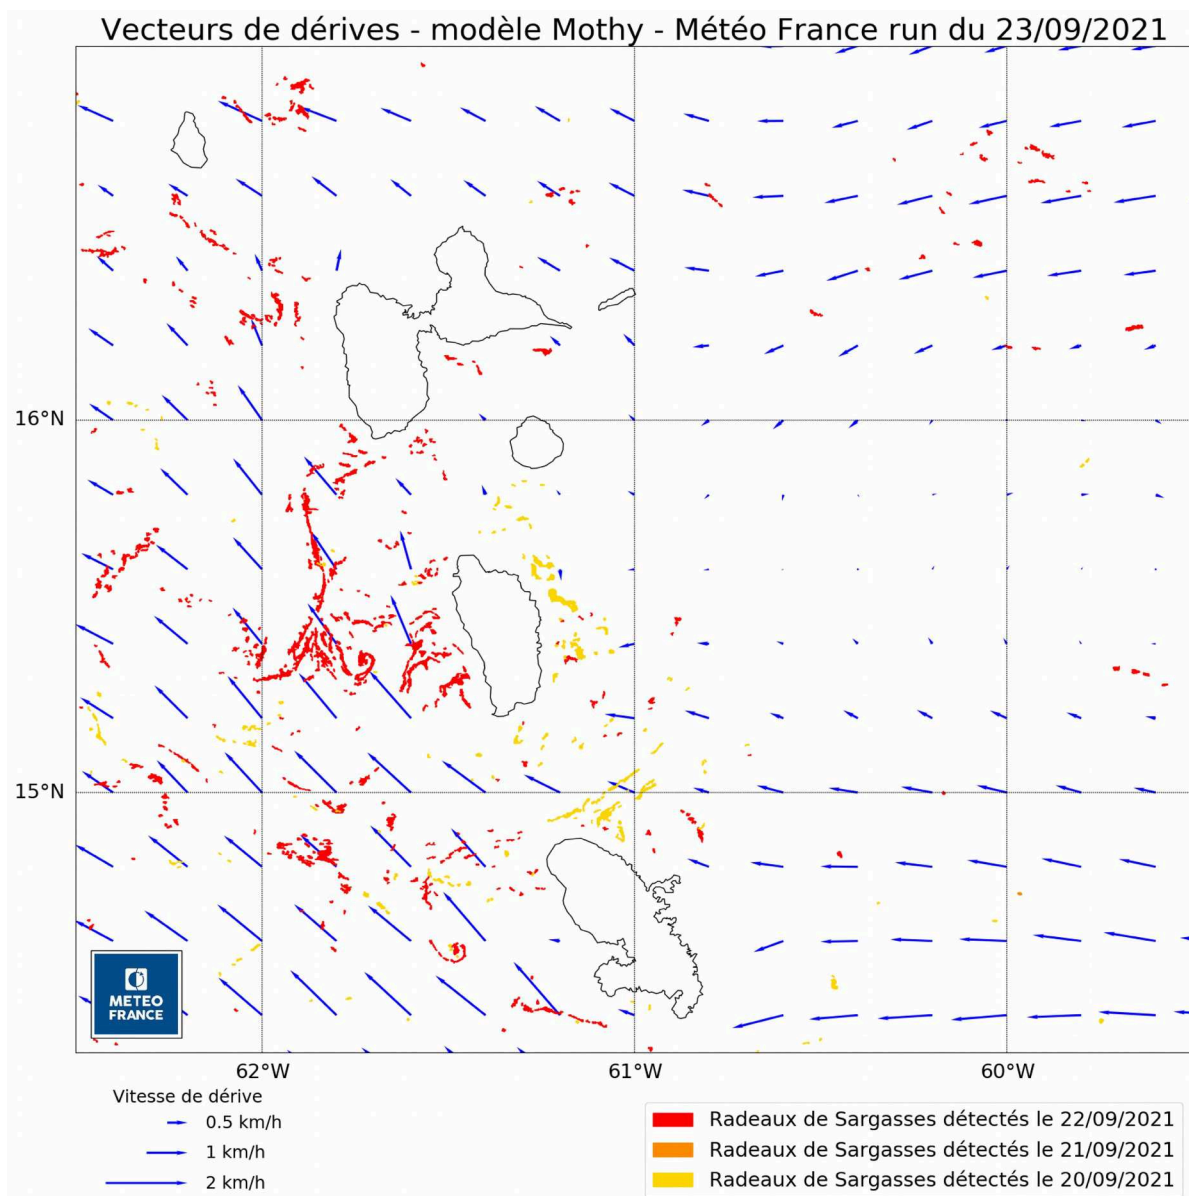 Vecteurs de dérives - modèle Mothy - Météo France run du 23/09/2021
16°N
15°N
METEO
FRANCE
62°W
61°W
60°W
Vitesse de dérive
0.5 km/h
1 km/h
2 km/h
Radeaux de Sargasses détectés le 22/09/2021
Radeaux de Sargasses détectés le 21/09/2021
Radeaux de Sargasses détectés le 20/09/2021